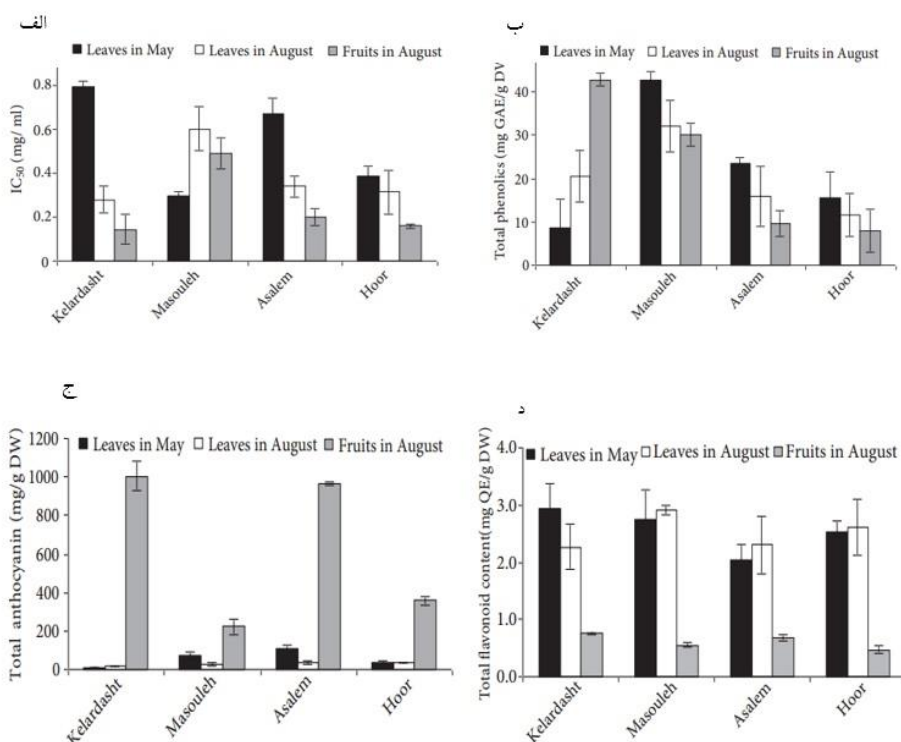 الف
■ Leaves in May □ Leaves in August ■ Fruits in August
IC₅₀ (mg/ ml)
0.8
0.6
0.4
0.2
0
Kelardasht
Masouleh
Asalem
Hoor
ب
■ Leaves in May □ Leaves in August ■ Fruits in August
Total phenolics (mg GAE/g DV
40
30
20
10
0
Kelardasht
Masouleh
Asalem
Hoor
ج
■ Leaves in May □ Leaves in August ■ Fruits in August
Total anthocyanin (mg/g DW)
1200
1000
800
600
400
200
0
Kelardasht
Masouleh
Asalem
Hoor
د
■ Leaves in May □ Leaves in August ■ Fruits in August
Total flavonoid content(mg QE/g DW)
4.0
3.0
2.0
1.0
0.0
Kelardasht
Masouleh
Asalem
Hoor